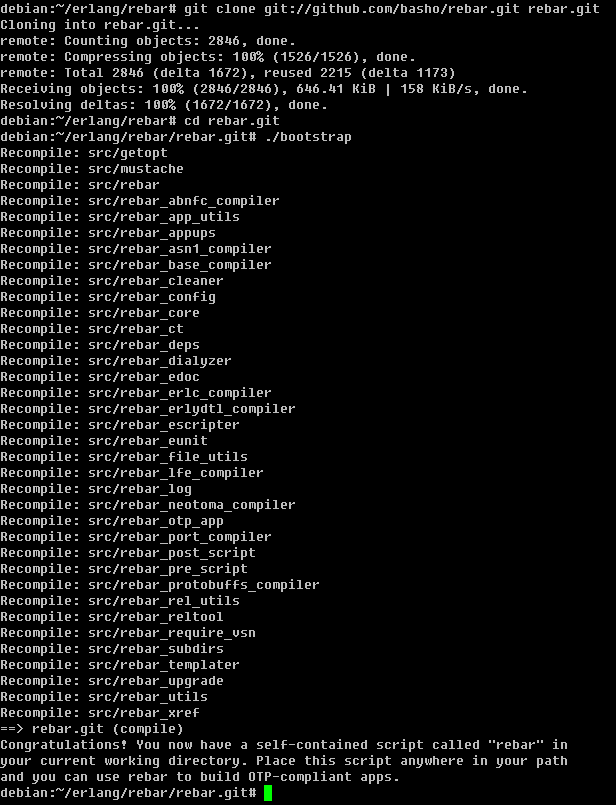 debian:~/erlang/rebar# git clone git://github.com/basho/rebar.git rebar.git
Cloning into rebar.git...
remote: Counting objects: 2846, done.
remote: Compressing objects: 100% (1526/1526), done.
remote: Total 2846 (delta 1672), reused 2215 (delta 1173)
Receiving objects: 100% (2846/2846), 646.41 KiB | 158 KiB/s, done.
Resolving deltas: 100% (1672/1672), done.
debian:~/erlang/rebar# cd rebar.git
debian:~/erlang/rebar/rebar.git# ./bootstrap
Recompile: src/getopt
Recompile: src/mustache
Recompile: src/rebar
Recompile: src/rebar_abnfc_compiler
Recompile: src/rebar_app_utils
Recompile: src/rebar_appups
Recompile: src/rebar_asn1_compiler
Recompile: src/rebar_base_compiler
Recompile: src/rebar_cleaner
Recompile: src/rebar_config
Recompile: src/rebar_core
Recompile: src/rebar_ct
Recompile: src/rebar_deps
Recompile: src/rebar_dialyzer
Recompile: src/rebar_edoc
Recompile: src/rebar_erlc_compiler
Recompile: src/rebar_erlydtl_compiler
Recompile: src/rebar_escripter
Recompile: src/rebar_eunit
Recompile: src/rebar_file_utils
Recompile: src/rebar_lfe_compiler
Recompile: src/rebar_log
Recompile: src/rebar_neotoma_compiler
Recompile: src/rebar_otp_app
Recompile: src/rebar_port_compiler
Recompile: src/rebar_post_script
Recompile: src/rebar_pre_script
Recompile: src/rebar_protobuffs_compiler
Recompile: src/rebar_rel_utils
Recompile: src/rebar_reltool
Recompile: src/rebar_require_vsn
Recompile: src/rebar_subdirs
Recompile: src/rebar_templater
Recompile: src/rebar_upgrade
Recompile: src/rebar_utils
Recompile: src/rebar_xref
==> rebar.git (compile)
Congratulations! You now have a self-contained script called "rebar" in
your current working directory. Place this script anywhere in your path
and you can use rebar to build OTP-compliant apps.
debian:~/erlang/rebar/rebar.git#